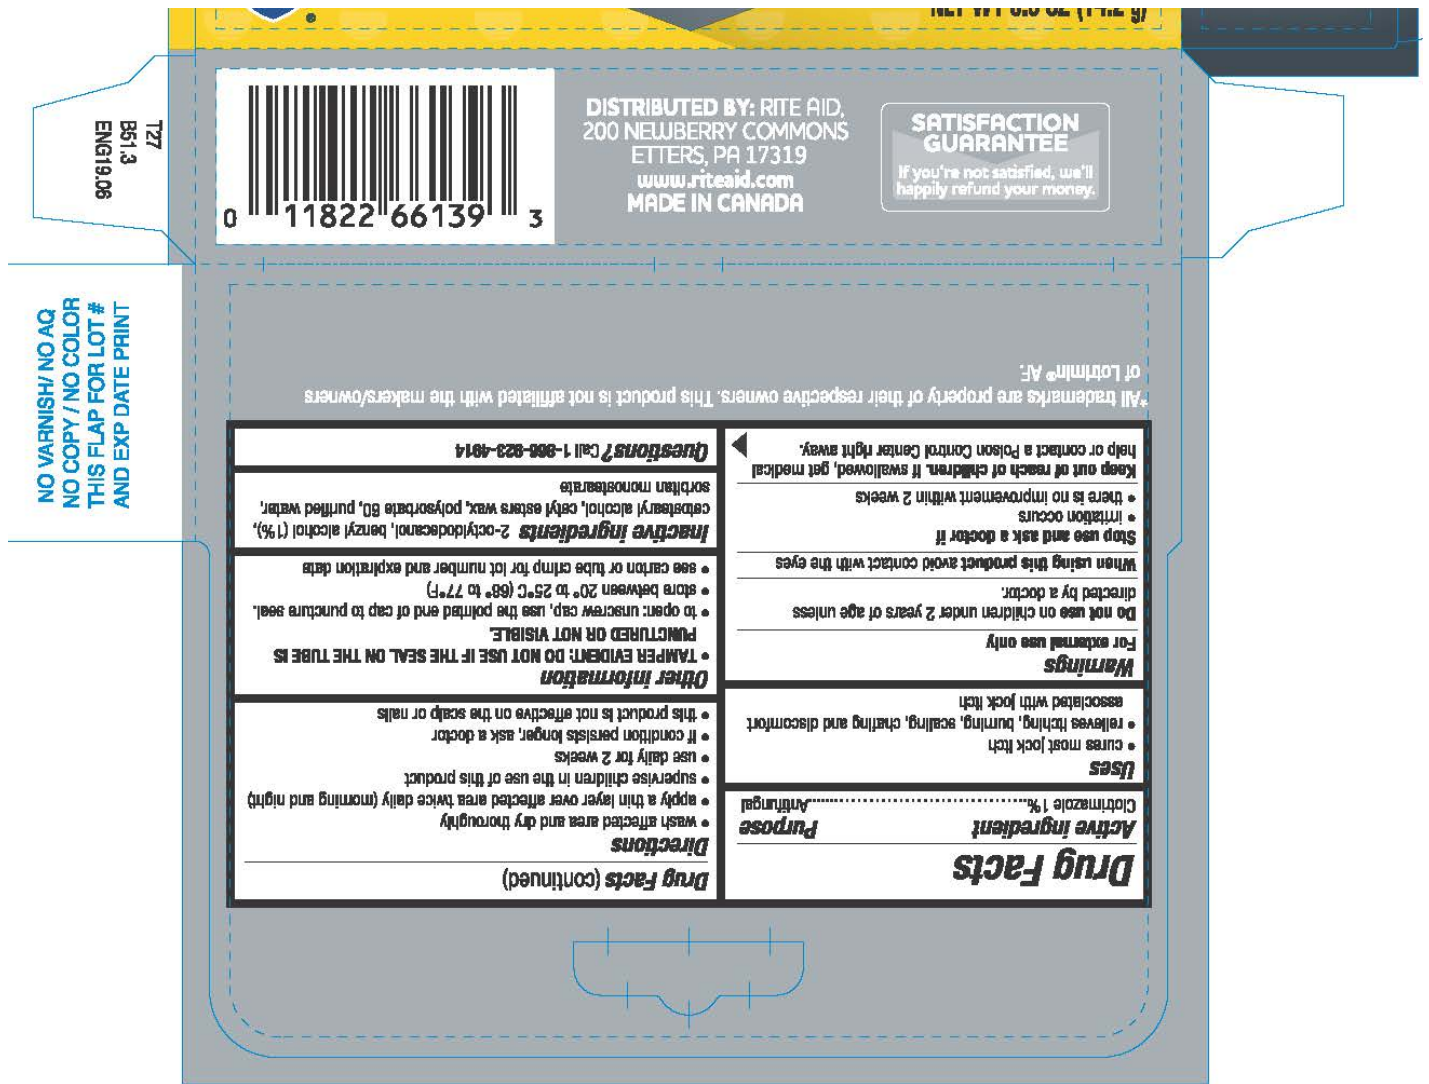 NET WT 0.5 OZ (14.2 g)
®
T27
B51.3
ENG19.06
0 11822 66139 3
DISTRIBUTED BY: RITE AID,
200 NEWBERRY COMMONS
ETTERS, PA 17319
www.riteaid.com
MADE IN CANADA
SATISFACTION
GUARANTEE
If you're not satisfied, we'll
happily refund your money.
NO VARNISH/ NO AQ
NO COPY / NO COLOR
THIS FLAP FOR LOT #
AND EXP DATE PRINT
Drug Facts
Active ingredient Purpose
Clotrimazole 1%......................................Antifungal
Uses
• cures most jock itch
• relieves itching, burning, scaling, chafing and discomfort
associated with jock itch
Warnings
For external use only
Do not use on children under 2 years of age unless
directed by a doctor.
When using this product avoid contact with the eyes
Stop use and ask a doctor if
• irritation occurs
• there is no improvement within 2 weeks
Keep out of reach of children. If swallowed, get medical
help or contact a Poison Control Center right away.
Drug Facts (continued)
Directions
• wash affected area and dry thoroughly
• apply a thin layer over affected area twice daily (morning and night)
• supervise children in the use of this product
• use daily for 2 weeks
• if condition persists longer, ask a doctor
• this product is not effective on the scalp or nails
Other information
• TAMPER EVIDENT: DO NOT USE IF THE SEAL ON THE TUBE IS
PUNCTURED OR NOT VISIBLE.
• to open: unscrew cap, use the pointed end of cap to puncture seal.
• store between 20° to 25°C (68° to 77°F)
• see carton or tube crimp for lot number and expiration date
Inactive ingredients 2-octyldodecanol, benzyl alcohol (1%),
cetostearyl alcohol, cetyl esters wax, polysorbate 60, purified water,
sorbitan monostearate
Questions? Call 1-866-923-4914
*All trademarks are property of their respective owners. This product is not affiliated with the makers/owners
of Lotrimin® AF.